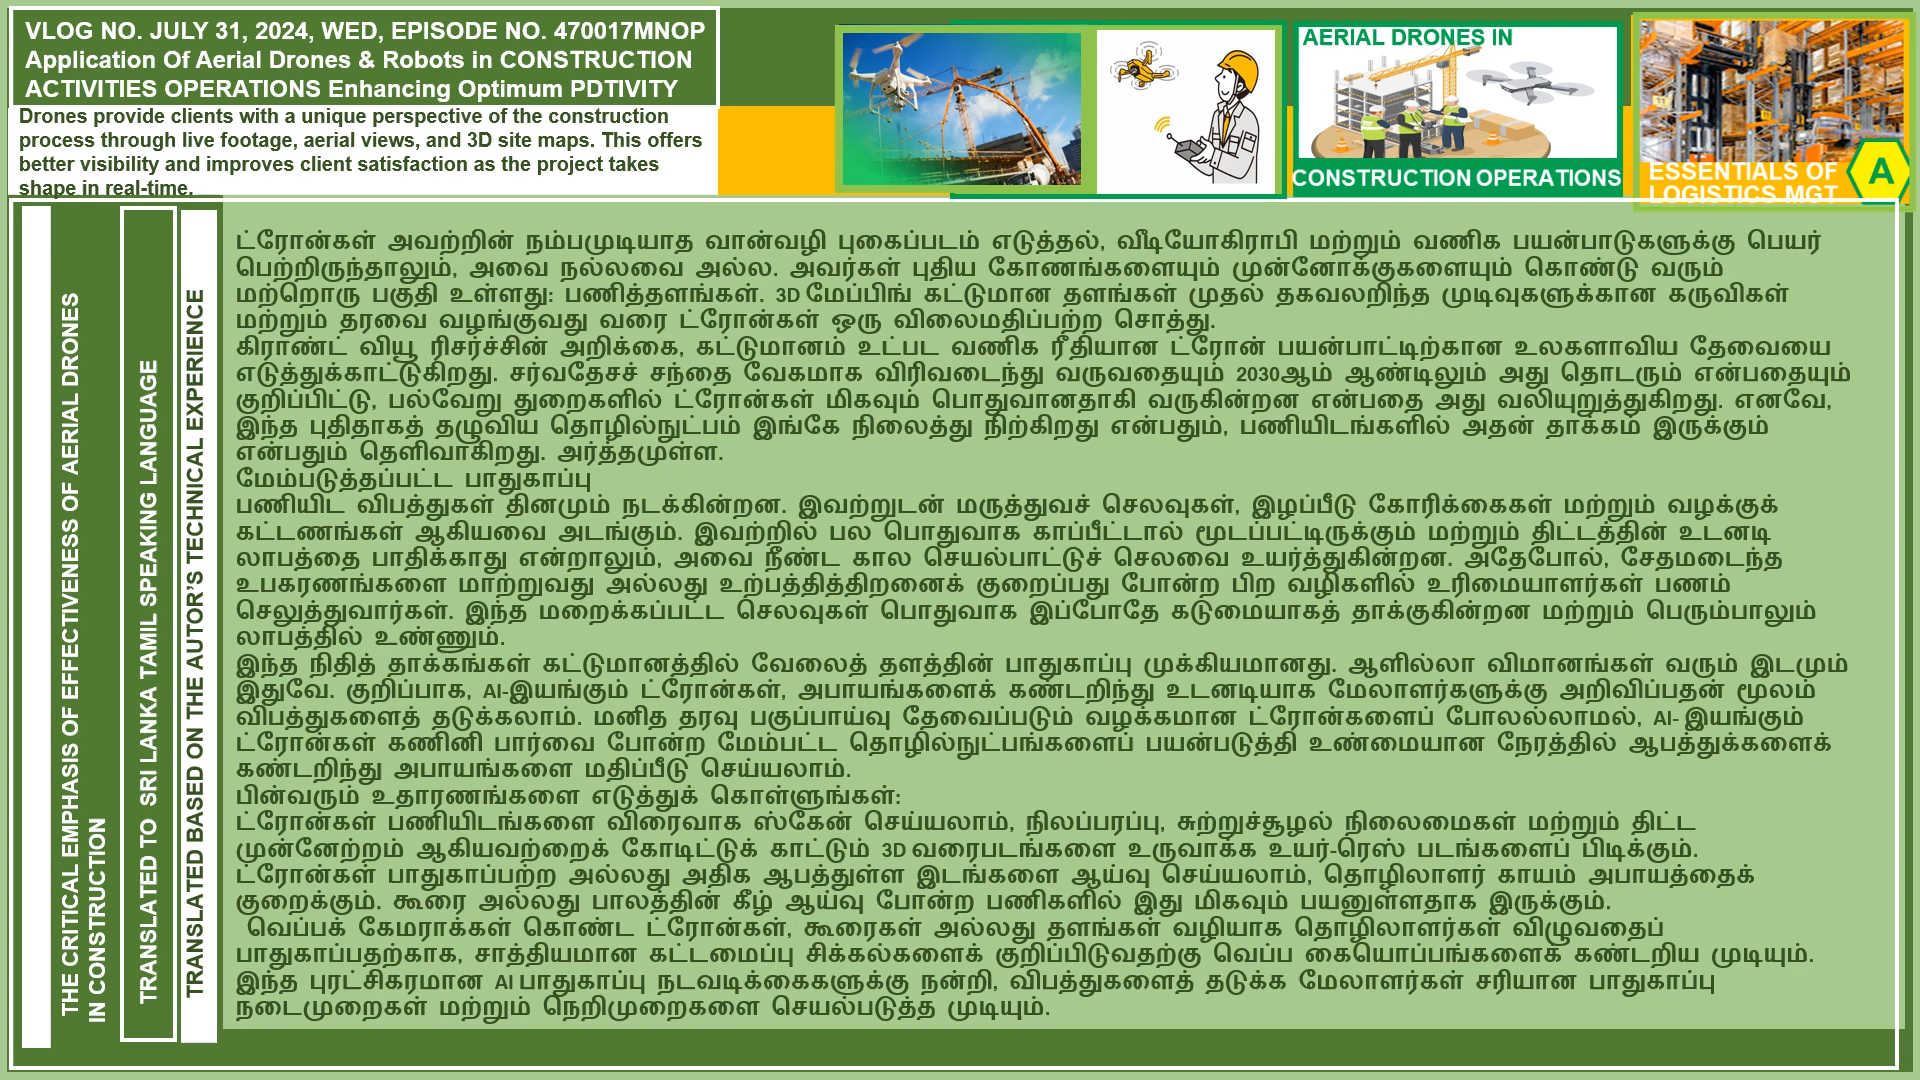 VLOG NO. JULY 31, 2024, WED, EPISODE NO. 470017MNOP
Application Of Aerial Drones & Robots in CONSTRUCTION
ACTIVITIES OPERATIONS Enhancing Optimum PDTIVITY
Drones provide clients with a unique perspective of the construction
process through live footage, aerial views, and 3D site maps. This offers
better visibility and improves client satisfaction as the project takes
shape in real-time.
AERIAL DRONES IN
CONSTRUCTION OPERATIONS
ESSENTIALS OF
LOGISTICS MGT
A
THE CRITICAL EMPHASIS OF EFFECTIVENESS OF AERIAL DRONES
IN CONSTRUCTION
TRANSLATED TO SRI LANKA TAMIL SPEAKING LANGUAGE
TRANSLATED BASED ON THE AUTOR'S TECHNICAL EXPERIENCE
ட்ரோன்கள் அவற்றின் நம்பமுடியாத வான்வழி புகைப்படம் எடுத்தல், வீடியோகிராபி மற்றும் வணிக பயன்பாடுகளுக்கு பெயர்
பெற்றிருந்தாலும், அவை நல்லவை அல்ல. அவர்கள் புதிய கோணங்களையும் முன்னோக்குகளையும் கொண்டு வரும்
மற்றொரு பகுதி உள்ளது: பணித்தளங்கள். 3D மேப்பிங் கட்டுமான தளங்கள் முதல் தகவலறிந்த முடிவுகளுக்கான கருவிகள்
மற்றும் தரவை வழங்குவது வரை ட்ரோன்கள் ஒரு விலைமதிப்பற்ற சொத்து.
கிராண்ட் வியூ ரிசர்ச்சின் அறிக்கை, கட்டுமானம் உட்பட வணிக ரீதியான ட்ரோன் பயன்பாட்டிற்கான உலகளாவிய தேவையை
எடுத்துக்காட்டுகிறது. சர்வதேசச் சந்தை வேகமாக விரிவடைந்து வருவதையும் 2030ஆம் ஆண்டிலும் அது தொடரும் என்பதையும்
குறிப்பிட்டு, பல்வேறு துறைகளில் ட்ரோன்கள் மிகவும் பொதுவானதாகி வருகின்றன என்பதை அது வலியுறுத்துகிறது. எனவே,
இந்த புதிதாகத் தழுவிய தொழில்நுட்பம் இங்கே நிலைத்து நிற்கிறது என்பதும், பணியிடங்களில் அதன் தாக்கம் இருக்கும்
என்பதும் தெளிவாகிறது. அர்த்தமுள்ள.
மேம்படுத்தப்பட்ட பாதுகாப்பு
பணியிட விபத்துகள் தினமும் நடக்கின்றன. இவற்றுடன் மருத்துவச் செலவுகள், இழப்பீடு கோரிக்கைகள் மற்றும் வழக்குக்
கட்டணங்கள் ஆகியவை அடங்கும். இவற்றில் பல பொதுவாக காப்பீட்டால் மூடப்பட்டிருக்கும் மற்றும் திட்டத்தின் உடனடி
லாபத்தை பாதிக்காது என்றாலும், அவை நீண்ட கால செயல்பாட்டுச் செலவை உயர்த்துகின்றன. அதேபோல், சேதமடைந்த
உபகரணங்களை மாற்றுவது அல்லது உற்பத்தித்திறனைக் குறைப்பது போன்ற பிற வழிகளில் உரிமையாளர்கள் பணம்
செலுத்துவார்கள். இந்த மறைக்கப்பட்ட செலவுகள் பொதுவாக இப்போதே கடுமையாகத் தாக்குகின்றன மற்றும் பெரும்பாலும்
லாபத்தில் உண்ணும்.
இந்த நிதித் தாக்கங்கள் கட்டுமானத்தில் வேலைத் தளத்தின் பாதுகாப்பு முக்கியமானது. ஆளில்லா விமானங்கள் வரும் இடமும்
இதுவே. குறிப்பாக, AI-இயங்கும் ட்ரோன்கள், அபாயங்களைக் கண்டறிந்து உடனடியாக மேலாளர்களுக்கு அறிவிப்பதன் மூலம்
விபத்துகளைத் தடுக்கலாம். மனித தரவு பகுப்பாய்வு தேவைப்படும் வழக்கமான ட்ரோன்களைப் போலல்லாமல், AI- இயங்கும்
ட்ரோன்கள் கணினி பார்வை போன்ற மேம்பட்ட தொழில்நுட்பங்களைப் பயன்படுத்தி உண்மையான நேரத்தில் ஆபத்துக்களைக்
கண்டறிந்து அபாயங்களை மதிப்பீடு செய்யலாம்.
பின்வரும் உதாரணங்களை எடுத்துக் கொள்ளுங்கள்:
ட்ரோன்கள் பணியிடங்களை விரைவாக ஸ்கேன் செய்யலாம், நிலப்பரப்பு, சுற்றுச்சூழல் நிலைமைகள் மற்றும் திட்ட
முன்னேற்றம் ஆகியவற்றைக் கோடிட்டுக் காட்டும் 3D வரைபடங்களை உருவாக்க உயர்-ரெஸ் படங்களைப் பிடிக்கும்.
ட்ரோன்கள் பாதுகாப்பற்ற அல்லது அதிக ஆபத்துள்ள இடங்களை ஆய்வு செய்யலாம், தொழிலாளர் காயம் அபாயத்தைக்
குறைக்கும். கூரை அல்லது பாலத்தின் கீழ் ஆய்வு போன்ற பணிகளில் இது மிகவும் பயனுள்ளதாக இருக்கும்.
வெப்பக் கேமராக்கள் கொண்ட ட்ரோன்கள், கூரைகள் அல்லது தளங்கள் வழியாக தொழிலாளர்கள் விழுவதைப்
பாதுகாப்பதற்காக, சாத்தியமான கட்டமைப்பு சிக்கல்களைக் குறிப்பிடுவதற்கு வெப்ப கையொப்பங்களைக் கண்டறிய முடியும்.
இந்த புரட்சிகரமான AI பாதுகாப்பு நடவடிக்கைகளுக்கு நன்றி, விபத்துகளைத் தடுக்க மேலாளர்கள் சரியான பாதுகாப்பு
நடைமுறைகள் மற்றும் நெறிமுறைகளை செயல்படுத்த முடியும்.